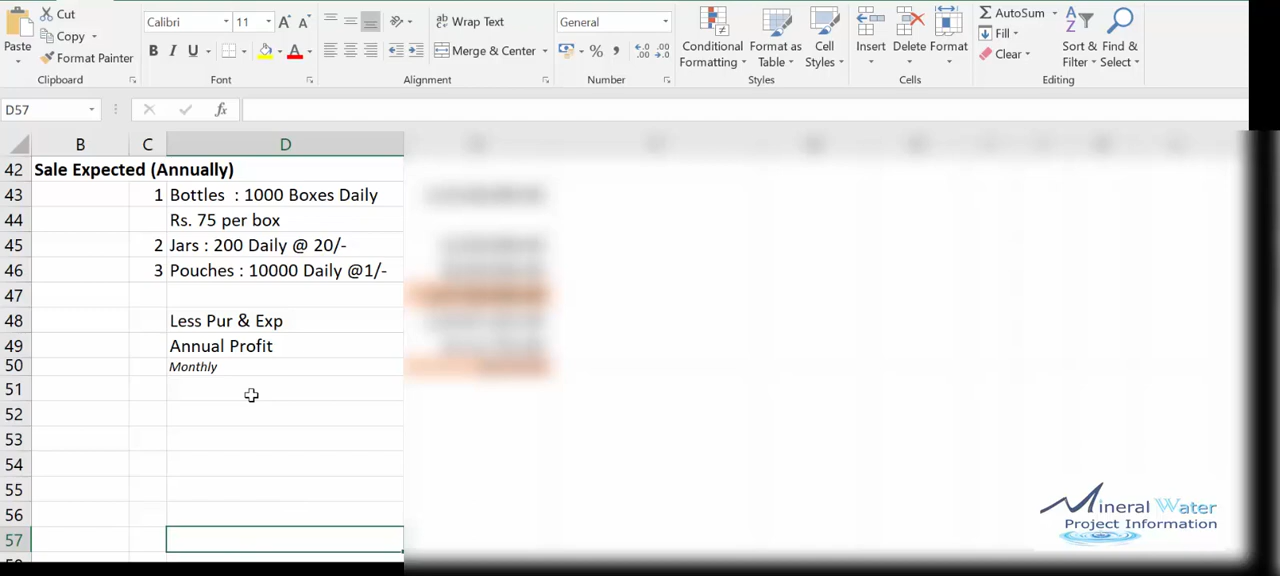 Cut
Copy
Format Painter
Paste
Clipboard
Calibri 11
B I U
Font
Wrap Text
Merge & Center
Alignment
General
% ,
Number
Conditional Formatting
Format as Table
Cell Styles
Styles
Insert
Delete
Format
Cells
AutoSum
Fill
Clear
Sort & Filter
Find & Select
Editing
D57
fx
B C D
42 Sale Expected (Annually)
43 1 Bottles : 1000 Boxes Daily
44 Rs. 75 per box
45 2 Jars : 200 Daily @ 20/-
46 3 Pouches : 10000 Daily @1/-
47
48 Less Pur & Exp
49 Annual Profit
50 Monthly
51
52
53
54
55
56
57
Mineral Water
Project Information